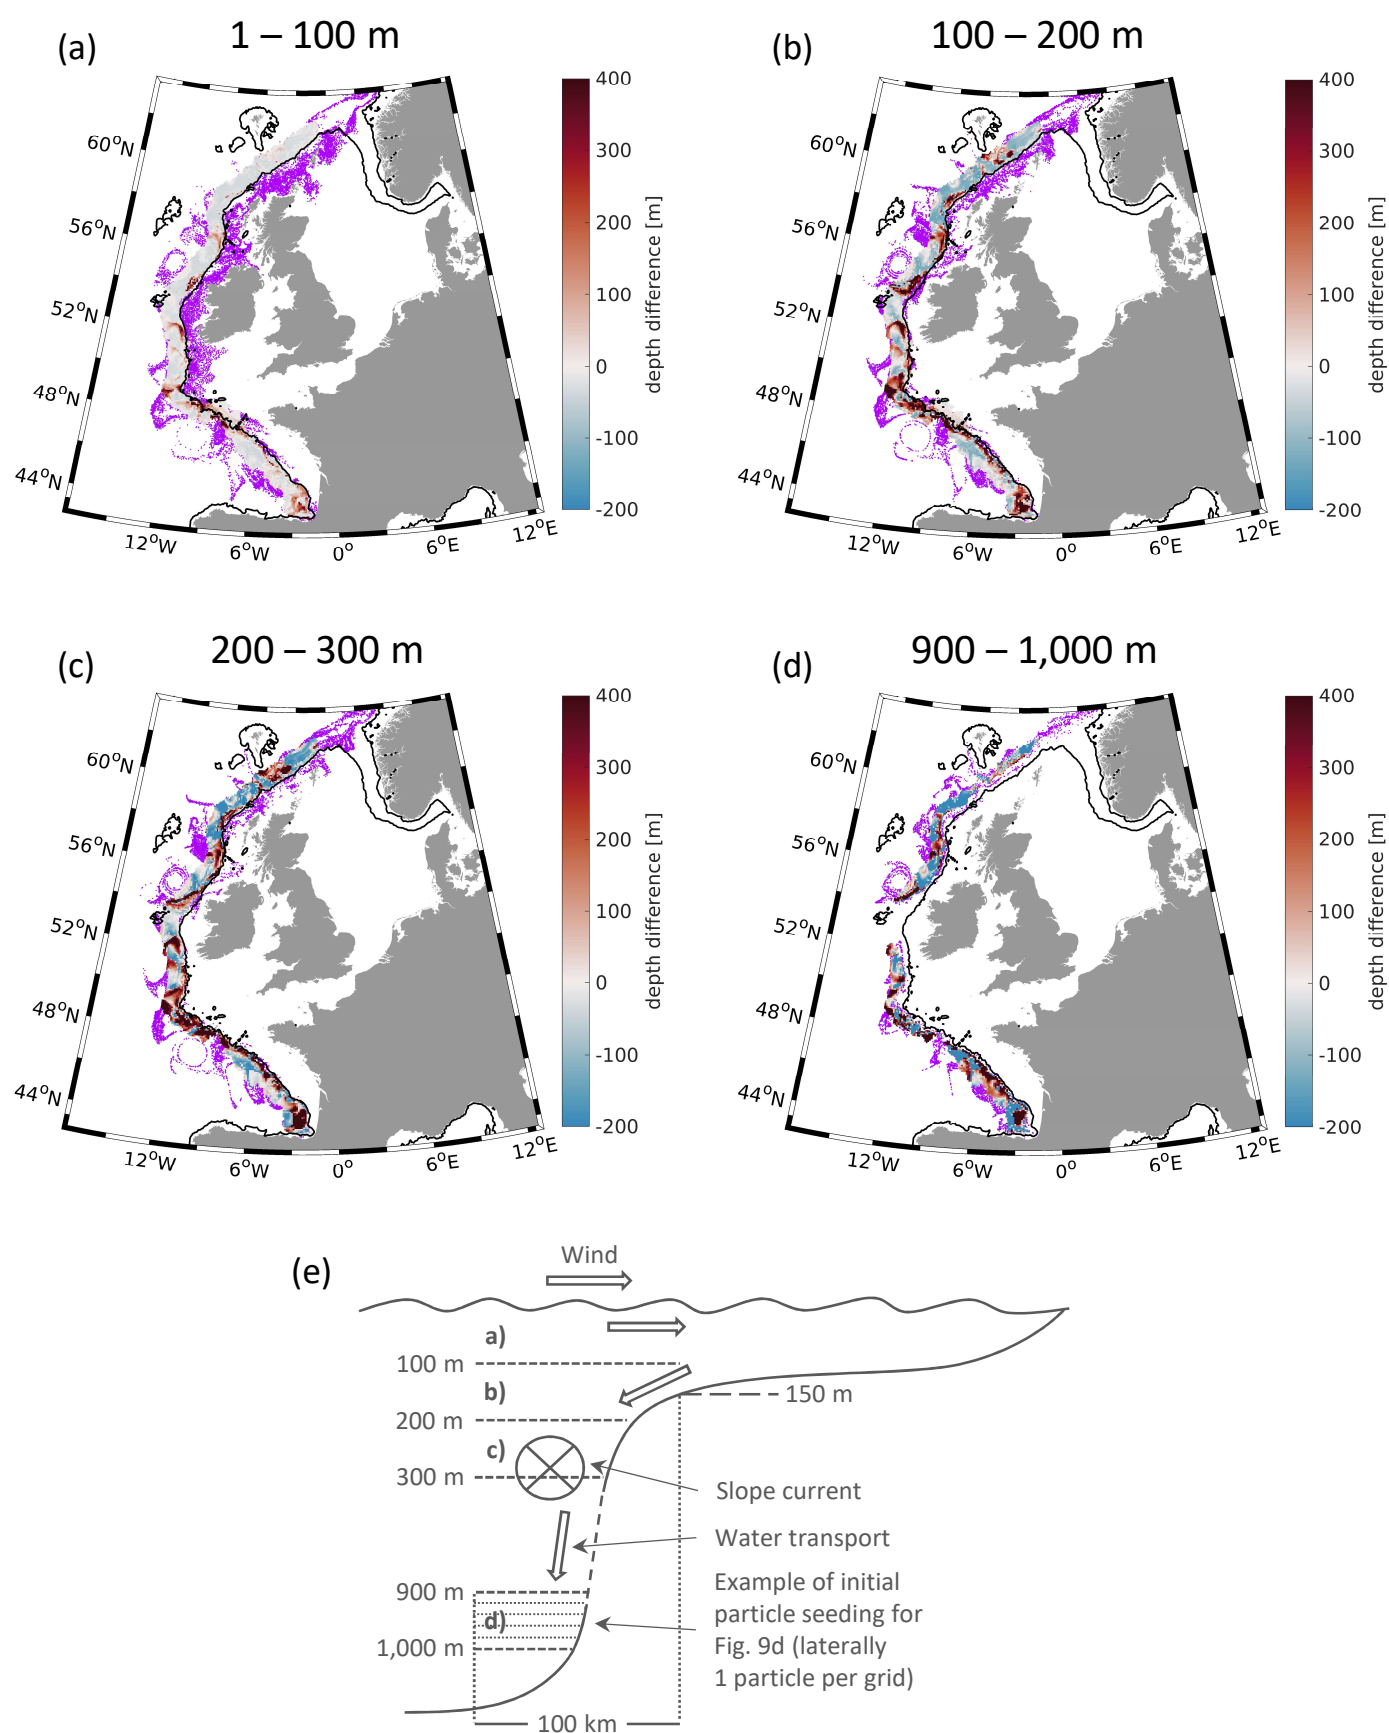 (a)
1 – 100 m
60°N
56°N
52°N
48°N
44°N
12°W
6°W
0°
6°E
12°E
400
300
200
100
0
-100
-200
depth difference [m]
(b)
100 – 200 m
60°N
56°N
52°N
48°N
44°N
12°W
6°W
0°
6°E
12°E
400
300
200
100
0
-100
-200
depth difference [m]
(c)
200 – 300 m
60°N
56°N
52°N
48°N
44°N
12°W
6°W
0°
6°E
12°E
400
300
200
100
0
-100
-200
depth difference [m]
(d)
900 – 1,000 m
60°N
56°N
52°N
48°N
44°N
12°W
6°W
0°
6°E
12°E
400
300
200
100
0
-100
-200
depth difference [m]
(e)
Wind
a)
100 m
b)
150 m
200 m
c)
300 m
Slope current
Water transport
900 m
d)
1,000 m
Example of initial
particle seeding for
Fig. 9d (laterally
1 particle per grid)
100 km